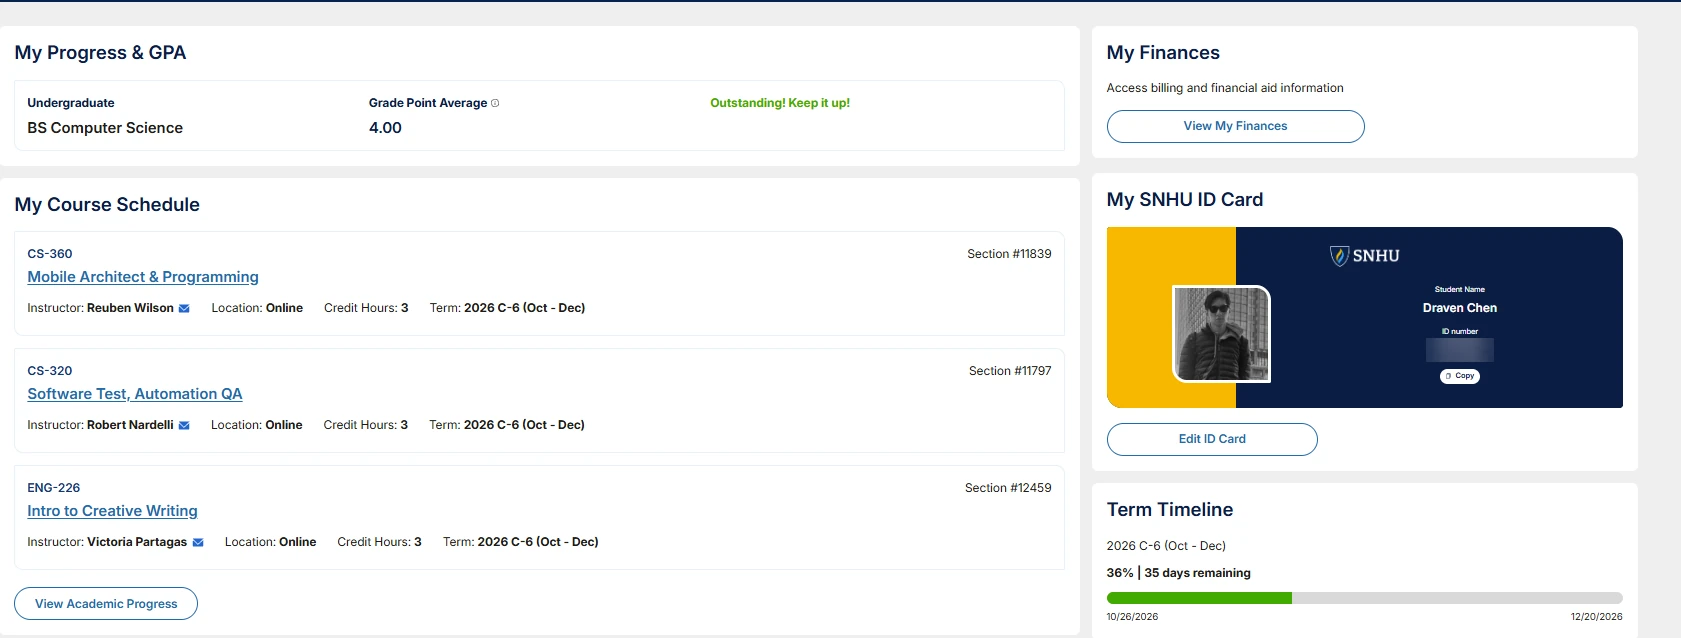 My Progress & GPA
Undergraduate
BS Computer Science
Grade Point Average
4.00
Outstanding! Keep it up!
My Course Schedule
CS-360
Section #11839
Mobile Architect & Programming
Instructor: Reuben Wilson Location: Online Credit Hours: 3 Term: 2026 C-6 (Oct - Dec)
CS-320
Section #11797
Software Test, Automation QA
Instructor: Robert Nardelli Location: Online Credit Hours: 3 Term: 2026 C-6 (Oct - Dec)
ENG-226
Section #12459
Intro to Creative Writing
Instructor: Victoria Partagas Location: Online Credit Hours: 3 Term: 2026 C-6 (Oct - Dec)
View Academic Progress
My Finances
Access billing and financial aid information
View My Finances
My SNHU ID Card
SNHU
Student Name
Draven Chen
ID number
Copy
Edit ID Card
Term Timeline
2026 C-6 (Oct - Dec)
36% | 35 days remaining
10/26/2026
12/20/2026